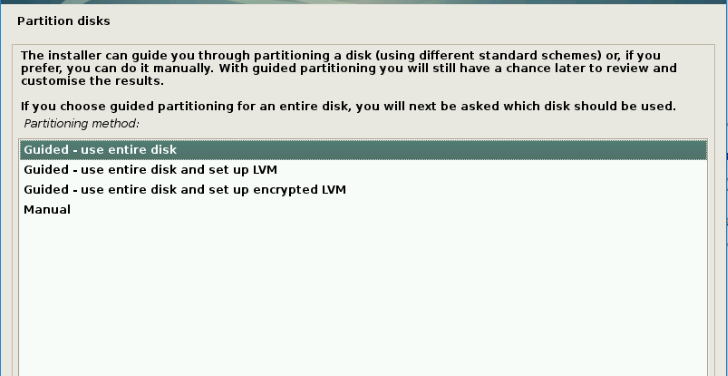 Partition disks
The installer can guide you through partitioning a disk (using different standard schemes) or, if you
prefer, you can do it manually. With guided partitioning you will still have a chance later to review and
customise the results.
If you choose guided partitioning for an entire disk, you will next be asked which disk should be used.
Partitioning method:
Guided - use entire disk
Guided - use entire disk and set up LVM
Guided - use entire disk and set up encrypted LVM
Manual